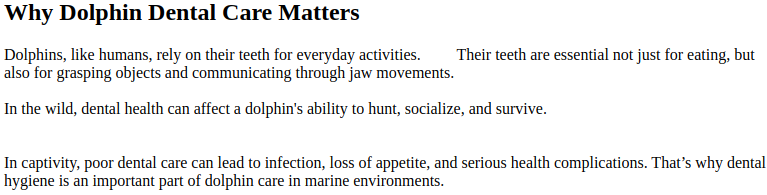 Why Dolphin Dental Care Matters
Dolphins, like humans, rely on their teeth for everyday activities. Their teeth are essential not just for eating, but
also for grasping objects and communicating through jaw movements.
In the wild, dental health can affect a dolphin's ability to hunt, socialize, and survive.
In captivity, poor dental care can lead to infection, loss of appetite, and serious health complications. That’s why dental
hygiene is an important part of dolphin care in marine environments.